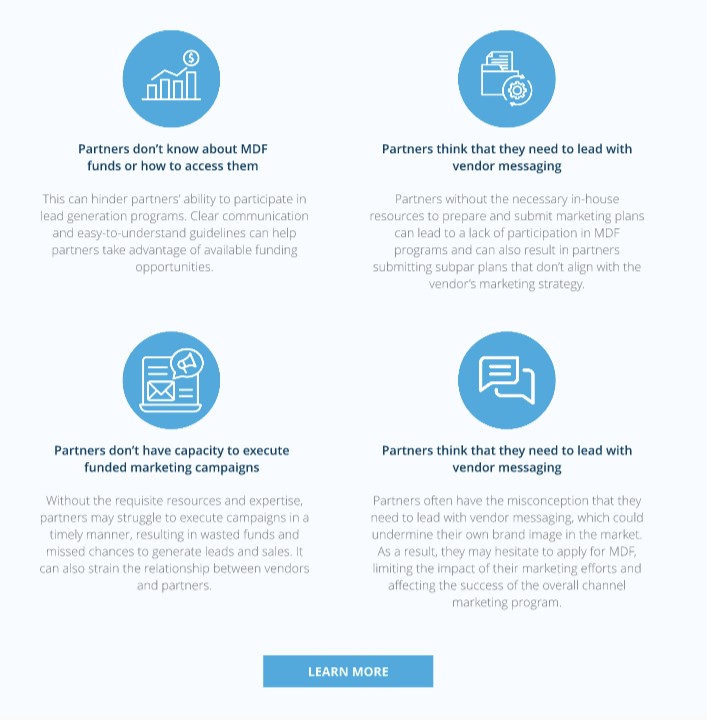 $
Partners don't know about MDF
funds or how to access them
This can hinder partners' ability to participate in
lead generation programs. Clear communication
and easy-to-understand guidelines can help
partners take advantage of available funding
opportunities.
Partners think that they need to lead with
vendor messaging
Partners without the necessary in-house
resources to prepare and submit marketing plans
can lead to a lack of participation in MDF
programs and can also result in partners
submitting subpar plans that don't align with the
vendor's marketing strategy.
Partners don't have capacity to execute
funded marketing campaigns
Without the requisite resources and expertise,
partners may struggle to execute campaigns in a
timely manner, resulting in wasted funds and
missed chances to generate leads and sales. It
can also strain the relationship between vendors
and partners.
Partners think that they need to lead with
vendor messaging
Partners often have the misconception that they
need to lead with vendor messaging, which could
undermine their own brand image in the market.
As a result, they may hesitate to apply for MDF,
limiting the impact of their marketing efforts and
affecting the success of the overall channel
marketing program.
LEARN MORE